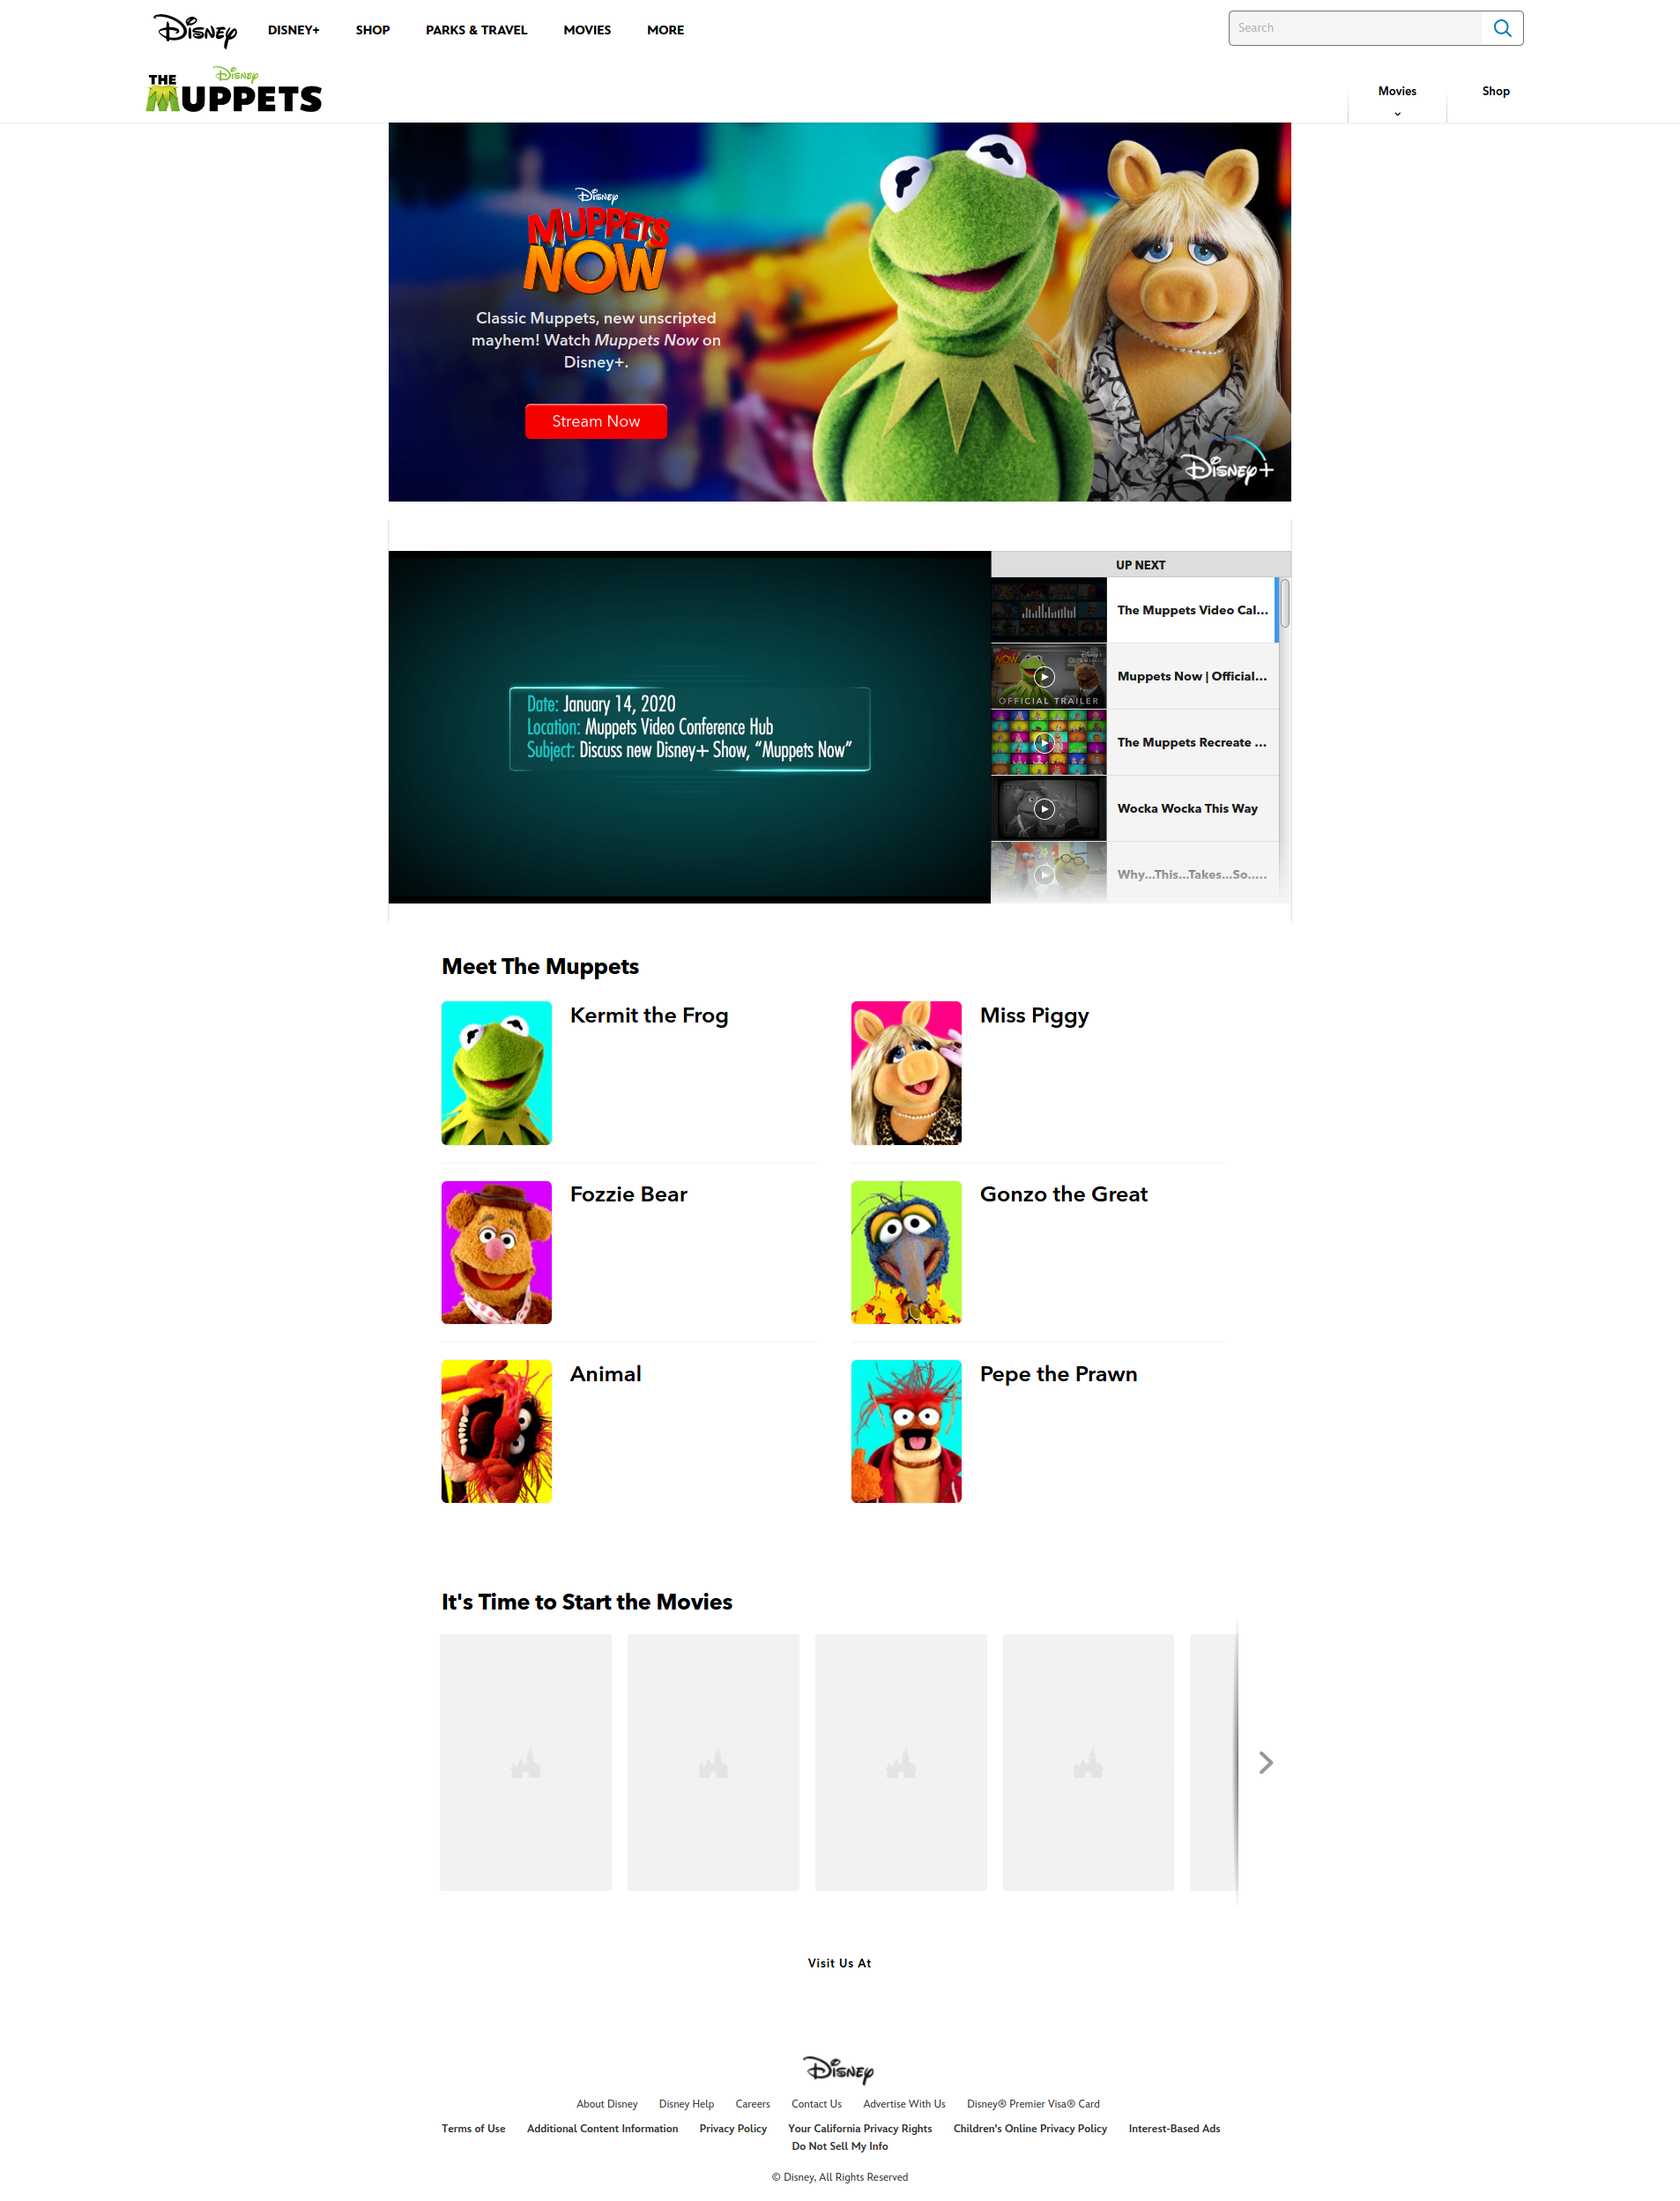 Disney
DISNEY+
SHOP
PARKS & TRAVEL
MOVIES
MORE
Search
Disney
THE
MUPPETS
Movies
Shop
Disney
MUPPETS
NOW
Classic Muppets, new unscripted
mayhem! Watch Muppets Now on
Disney+.
Stream Now
Disney+
Date: January 14, 2020
Location: Muppets Video Conference Hub
Subject: Discuss new Disney+ Show, “Muppets Now”
UP NEXT
The Muppets Video Cal...
NOW
OFFICIAL TRAILER
Muppets Now | Official...
The Muppets Recreate ...
Wocka Wocka This Way
Why...This...Takes...So.....
Meet The Muppets
Kermit the Frog
Miss Piggy
Fozzie Bear
Gonzo the Great
Animal
Pepe the Prawn
It's Time to Start the Movies
Visit Us At
Disney
About Disney
Disney Help
Careers
Contact Us
Advertise With Us
Disney® Premier Visa® Card
Terms of Use
Additional Content Information
Privacy Policy
Your California Privacy Rights
Children's Online Privacy Policy
Interest-Based Ads
Do Not Sell My Info
© Disney, All Rights Reserved